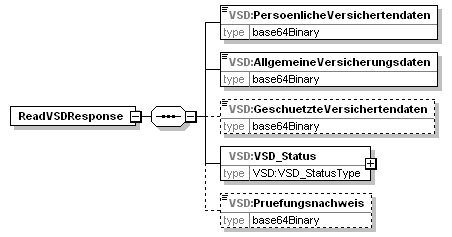 VSD:PersoenlicheVersichertendaten
type base64Binary
VSD:AllgemeineVersicherungsdaten
type base64Binary
ReadVSDResponse
VSD:GeschuetzteVersichertendaten
type base64Binary
VSD:VSD_Status
type VSD:VSD_StatusType
VSD:Pruefungsnachweis
type base64Binary